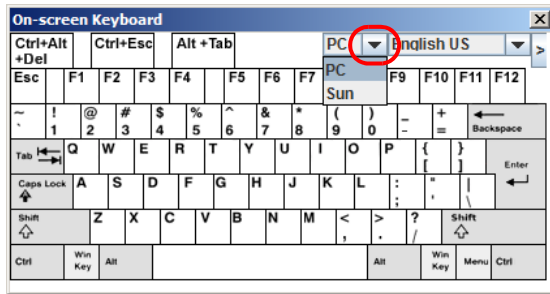 On-screen Keyboard
Ctrl+Alt +Del Ctrl+Esc Alt +Tab PC English US >
PC
Sun
Esc F1 F2 F3 F4 F5 F6 F7 F9 F10 F11 F12
~ ! @ # $ % ^ & * ( ) _ +
` 1 2 3 4 5 6 7 8 9 0 - = Backspace
Tab Q W E R T Y U I O P { [ } ] Enter
Caps Lock A S D F G H J K L : ; " ' | \
Shift Z X C V B N M < , > . ? / Shift
Ctrl Win Key Alt Alt Win Key Menu Ctrl